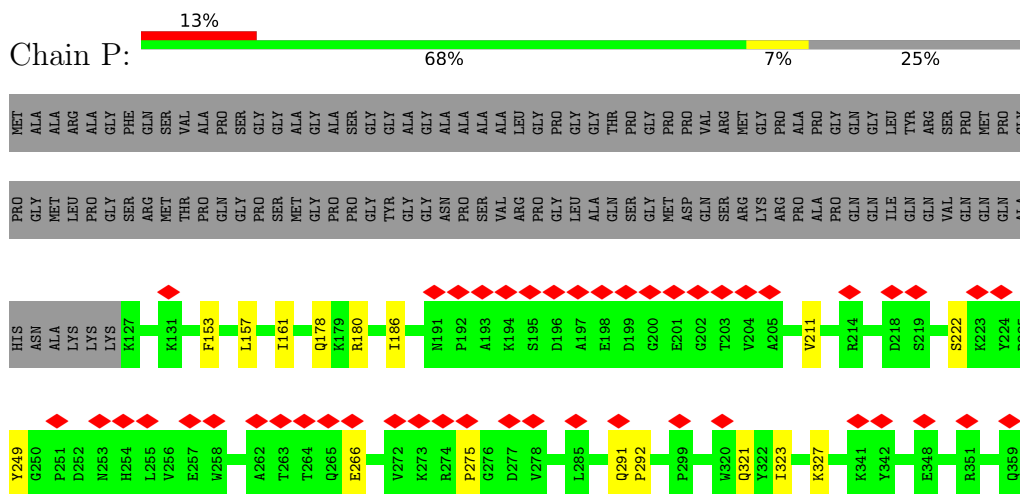 13%
Chain P:
68% 7% 25%
MET ALA ALA ARG ALA GLY PHE GLN SER VAL ALA PRO SER GLY GLY ALA GLY ALA SER GLY GLY ALA GLY ALA ALA ALA ALA LEU GLY PRO GLY GLY THR PRO GLY PRO PRO VAL ARG MET GLY PRO ALA PRO GLY GLN GLY LEU TYR ARG SER PRO MET PRO
PRO GLY MET LEU PRO GLY SER ARG MET THR PRO GLN GLY PRO SER MET GLY PRO PRO GLY TYR GLY GLY ASN PRO SER VAL ARG PRO GLY LEU ALA GLN SER GLY MET ASP GLN SER ARG LYS ARG PRO ALA PRO GLN GLN ILE GLN GLN VAL GLN GLN GLN
HIS ASN ALA LYS LYS LYS K127 K131 F153 L157 I161 Q178 K179 R180 I186 N191 P192 A193 K194 S195 D196 A197 E198 D199 G200 E201 G202 T203 V204 A205 V211 R214 D218 S219 S222 K223 Y224
Y249 G250 P251 D252 N253 H254 L255 V256 E257 W258 A262 T263 T264 Q265 E266 V272 K273 R274 P275 G276 D277 V278 L285 Q291 P292 P299 W320 Q321 Y322 I323 K327 K341 Y342 E348 R351 Q359